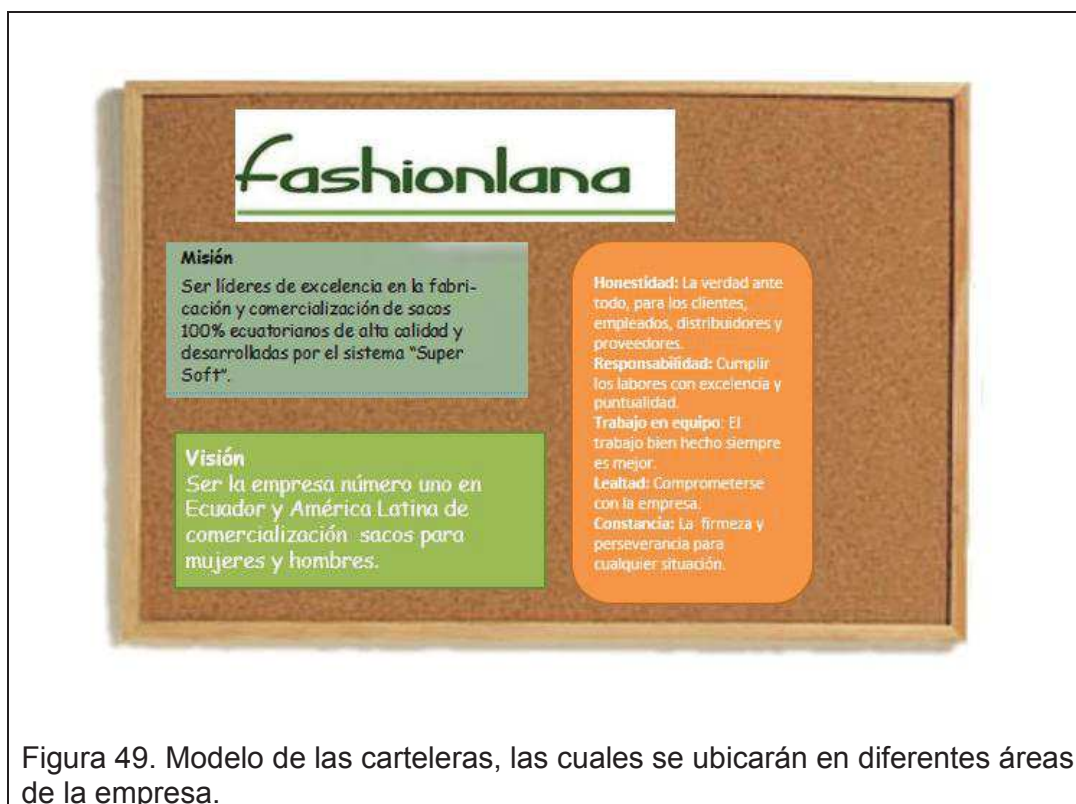 fashionlana
Misión
Ser líderes de excelencia en la fabri-
cación y comercialización de sacos
100% ecuatorianos de alta calidad y
desarrolladas por el sistema "Super
Soft".
Visión
Ser la empresa número uno en
Ecuador y América Latina de
comercialización sacos para
mujeres y hombres.
Honestidad: La verdad ante
todo, para los clientes,
empleados, distribuidores y
proveedores.
Responsabilidad: Cumplir
los labores con excelencia y
puntualidad.
Trabajo en equipo: El
trabajo bien hecho siempre
es mejor.
Lealtad: Comprometerse
con la empresa.
Constancia: La firmeza y
perseverancia para
cualquier situación.
Figura 49. Modelo de las carteleras, las cuales se ubicarán en diferentes áreas
de la empresa.